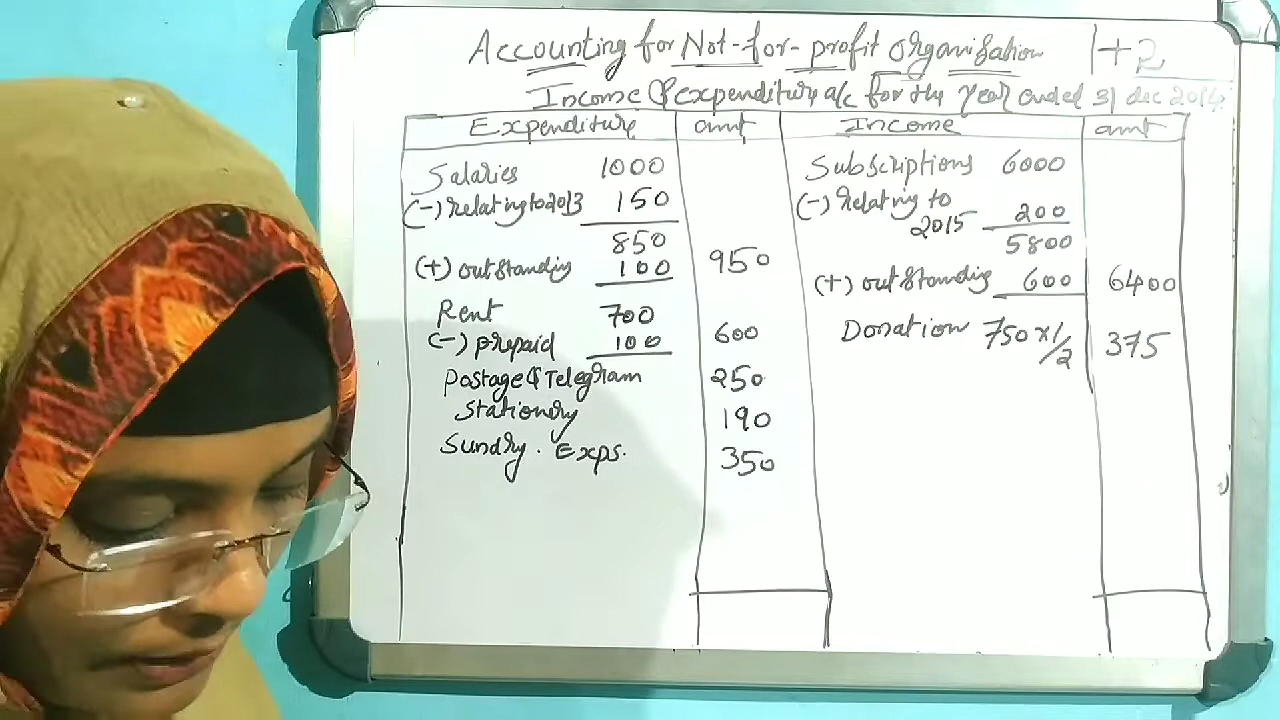 Accounting for Not-for-profit Organisation +2
Income & expenditure a/c for the year ended 31 dec 2014
Expenditure amt Income amt
Salaries 1000
(-) relating to 2013 150
850
(+) outstanding 100 950
Rent 700
(-) prepaid 100 600
Postage & Telegram 250
Stationery 190
Sundry . Exps. 350
Subscriptions 6000
(-) relating to
2015 200
5800
(+) outstanding 600 6400
Donation 750 x 1/2 375